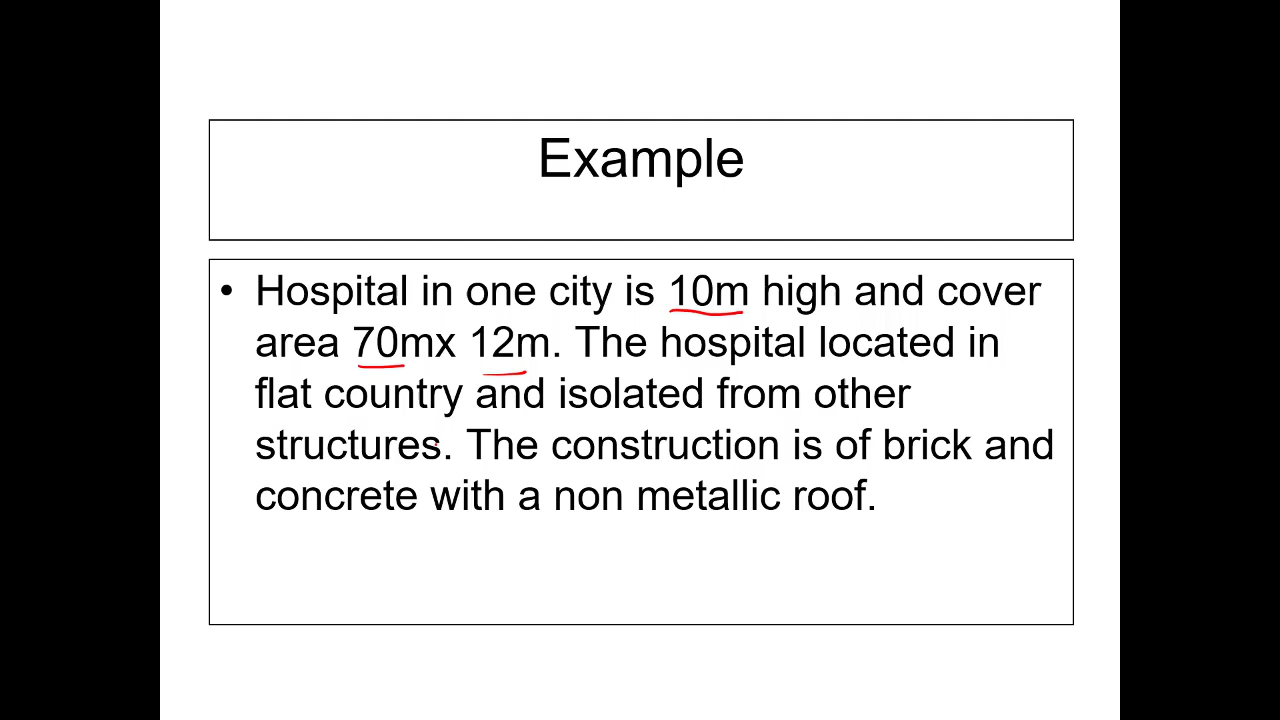 Example
• Hospital in one city is 10m high and cover
area 70mx 12m. The hospital located in
flat country and isolated from other
structures. The construction is of brick and
concrete with a non metallic roof.